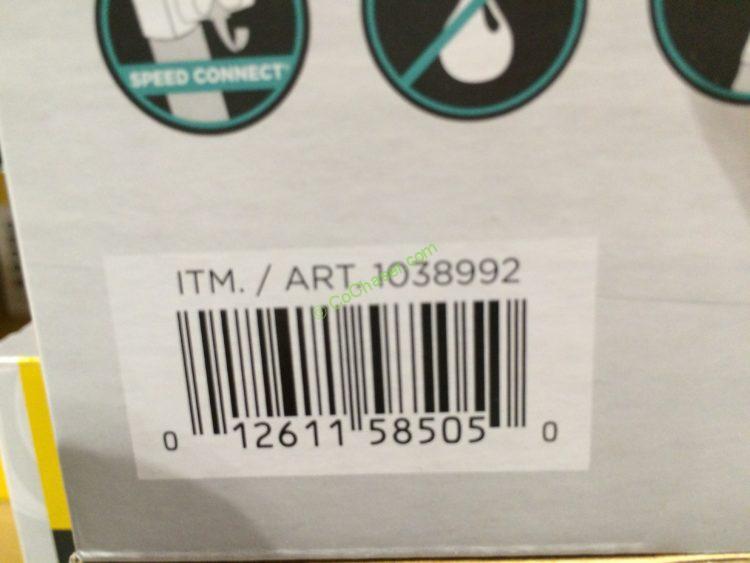 SPEED CONNECT
ITM. / ART. 1038992
© CoChaser.com
0 12611 58505 0